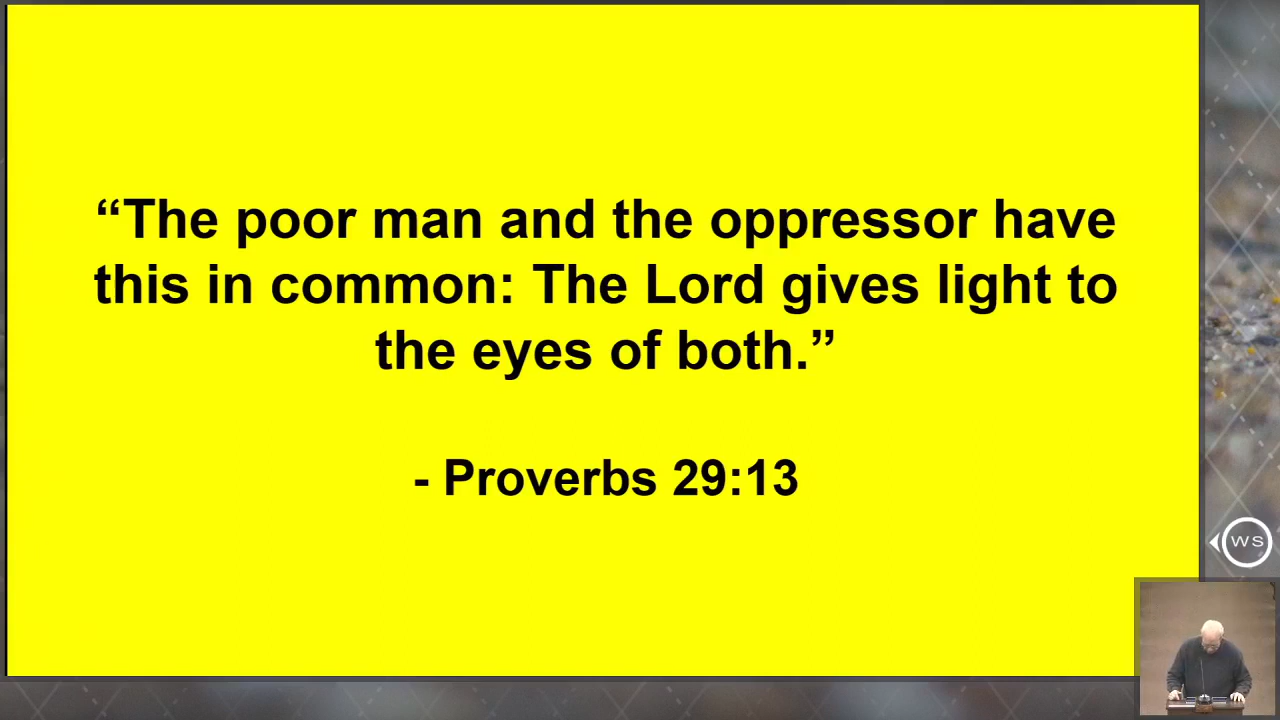 “The poor man and the oppressor have
this in common: The Lord gives light to
the eyes of both.”
- Proverbs 29:13
WS